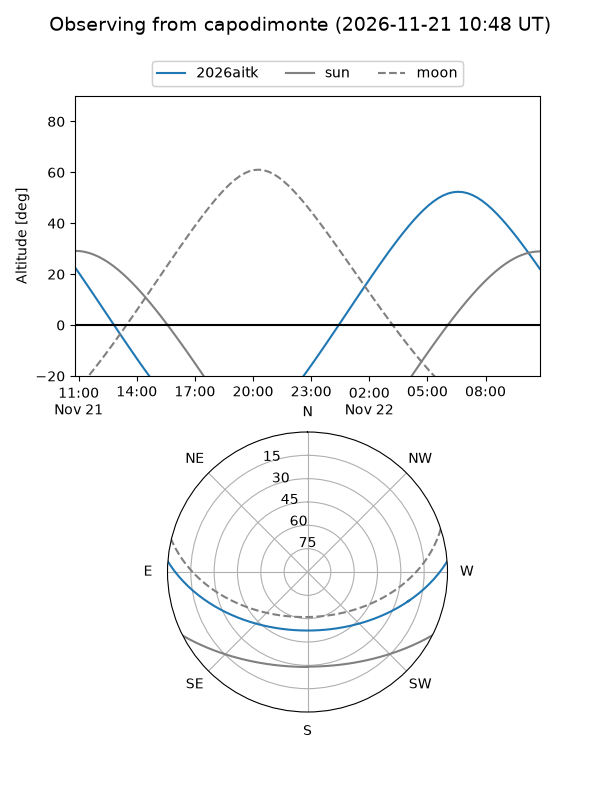 Observing from capodimonte (2026-11-21 10:48 UT)
2026aitk sun moon
80
60
40
20
0
−20
Altitude [deg]
11:00 14:00 17:00 20:00 23:00 02:00 05:00 08:00
Nov 21 Nov 22
N
NE NW
15
30
45
60
75
E W
SE SW
S